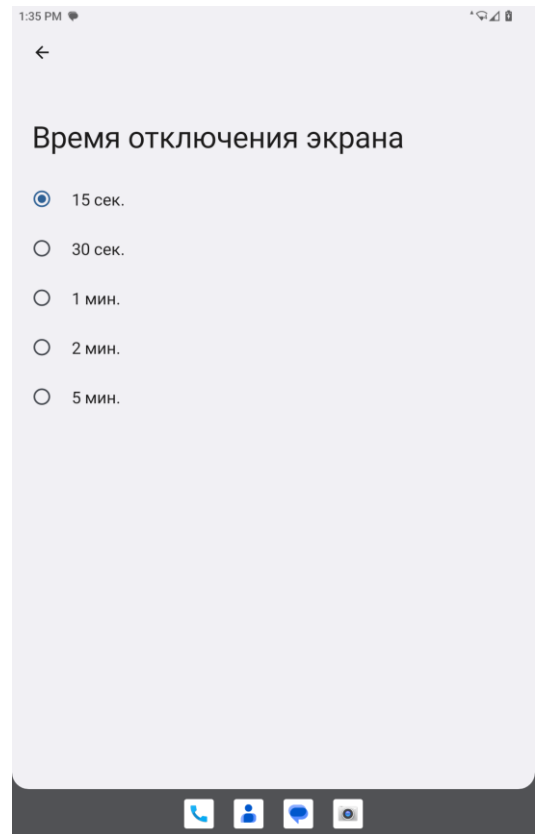 1:35 PM
Время отключения экрана
15 сек.
30 сек.
1 мин.
2 мин.
5 мин.